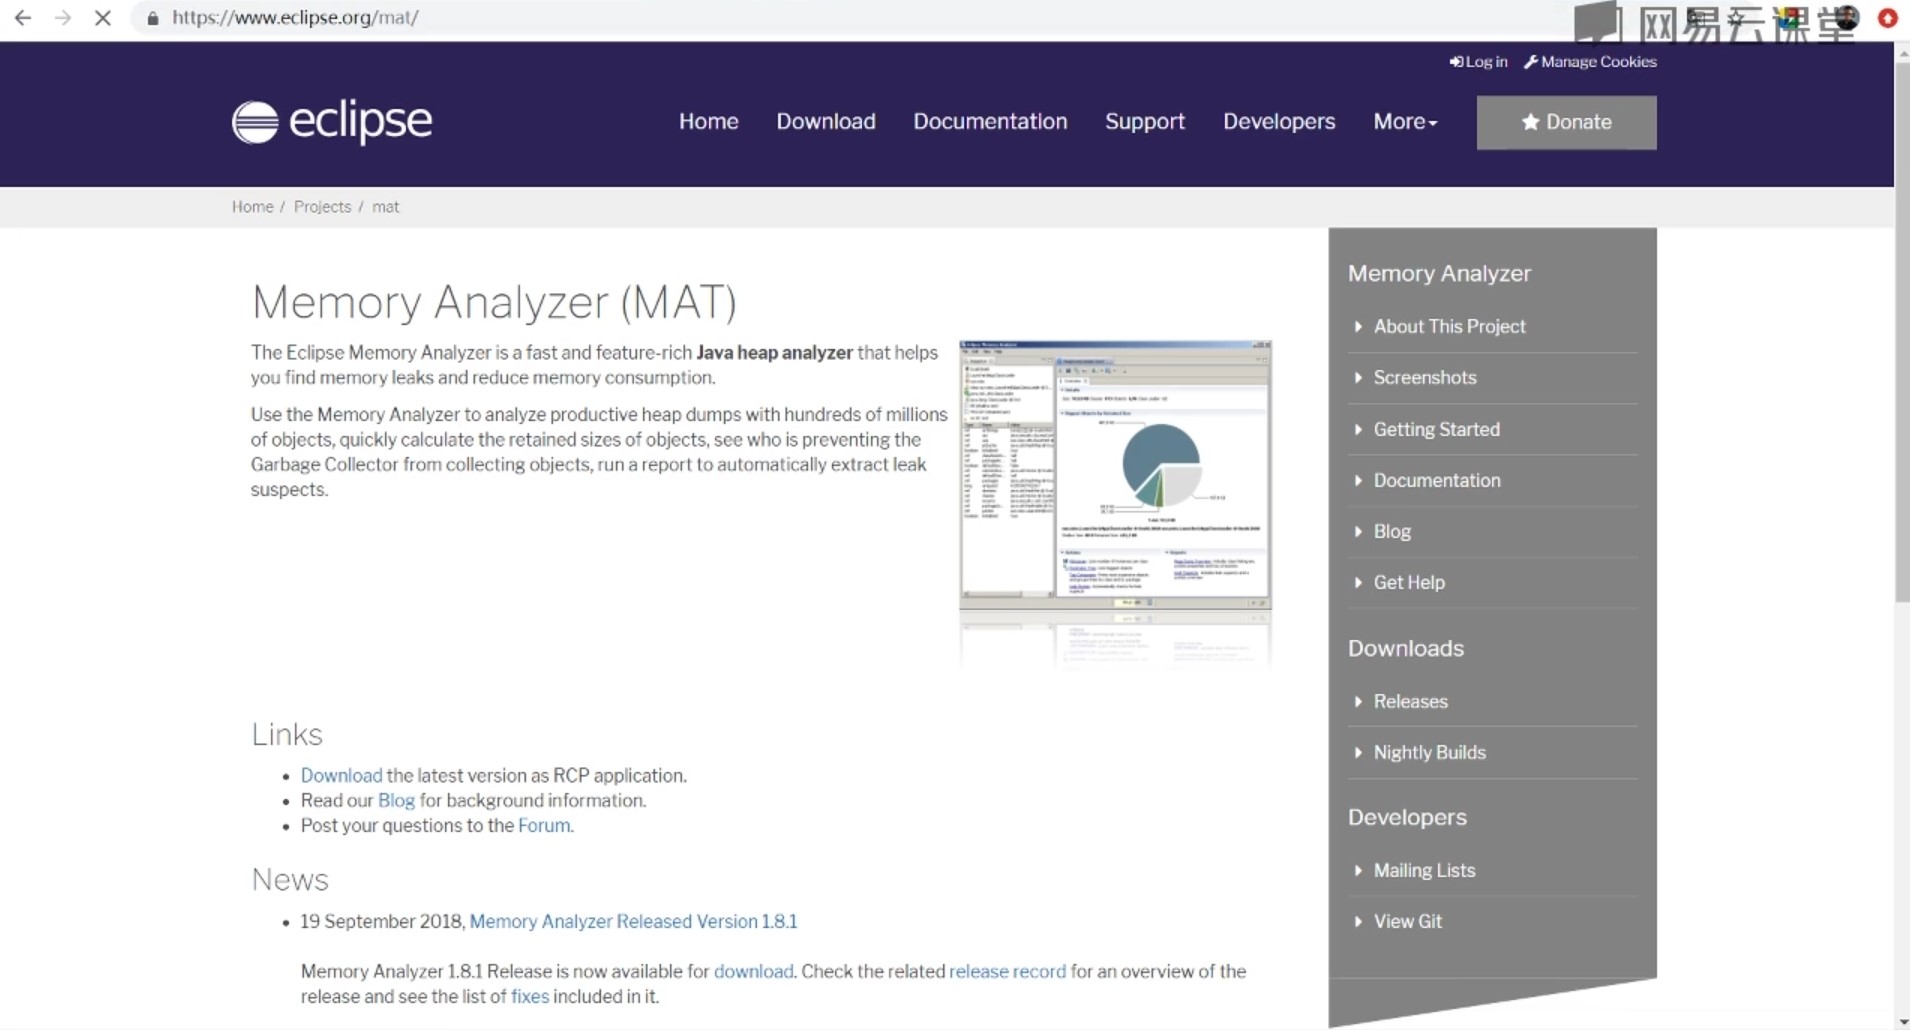 https://www.eclipse.org/mat/
网易云课堂
Log in Manage Cookies
eclipse
Home Download Documentation Support Developers More Donate
Home / Projects / mat
Memory Analyzer (MAT)
The Eclipse Memory Analyzer is a fast and feature-rich Java heap analyzer that helps
you find memory leaks and reduce memory consumption.
Use the Memory Analyzer to analyze productive heap dumps with hundreds of millions
of objects, quickly calculate the retained sizes of objects, see who is preventing the
Garbage Collector from collecting objects, run a report to automatically extract leak
suspects.
Links
Download the latest version as RCP application.
Read our Blog for background information.
Post your questions to the Forum.
News
19 September 2018, Memory Analyzer Released Version 1.8.1
Memory Analyzer 1.8.1 Release is now available for download. Check the related release record for an overview of the
release and see the list of fixes included in it.
Memory Analyzer
About This Project
Screenshots
Getting Started
Documentation
Blog
Get Help
Downloads
Releases
Nightly Builds
Developers
Mailing Lists
View Git